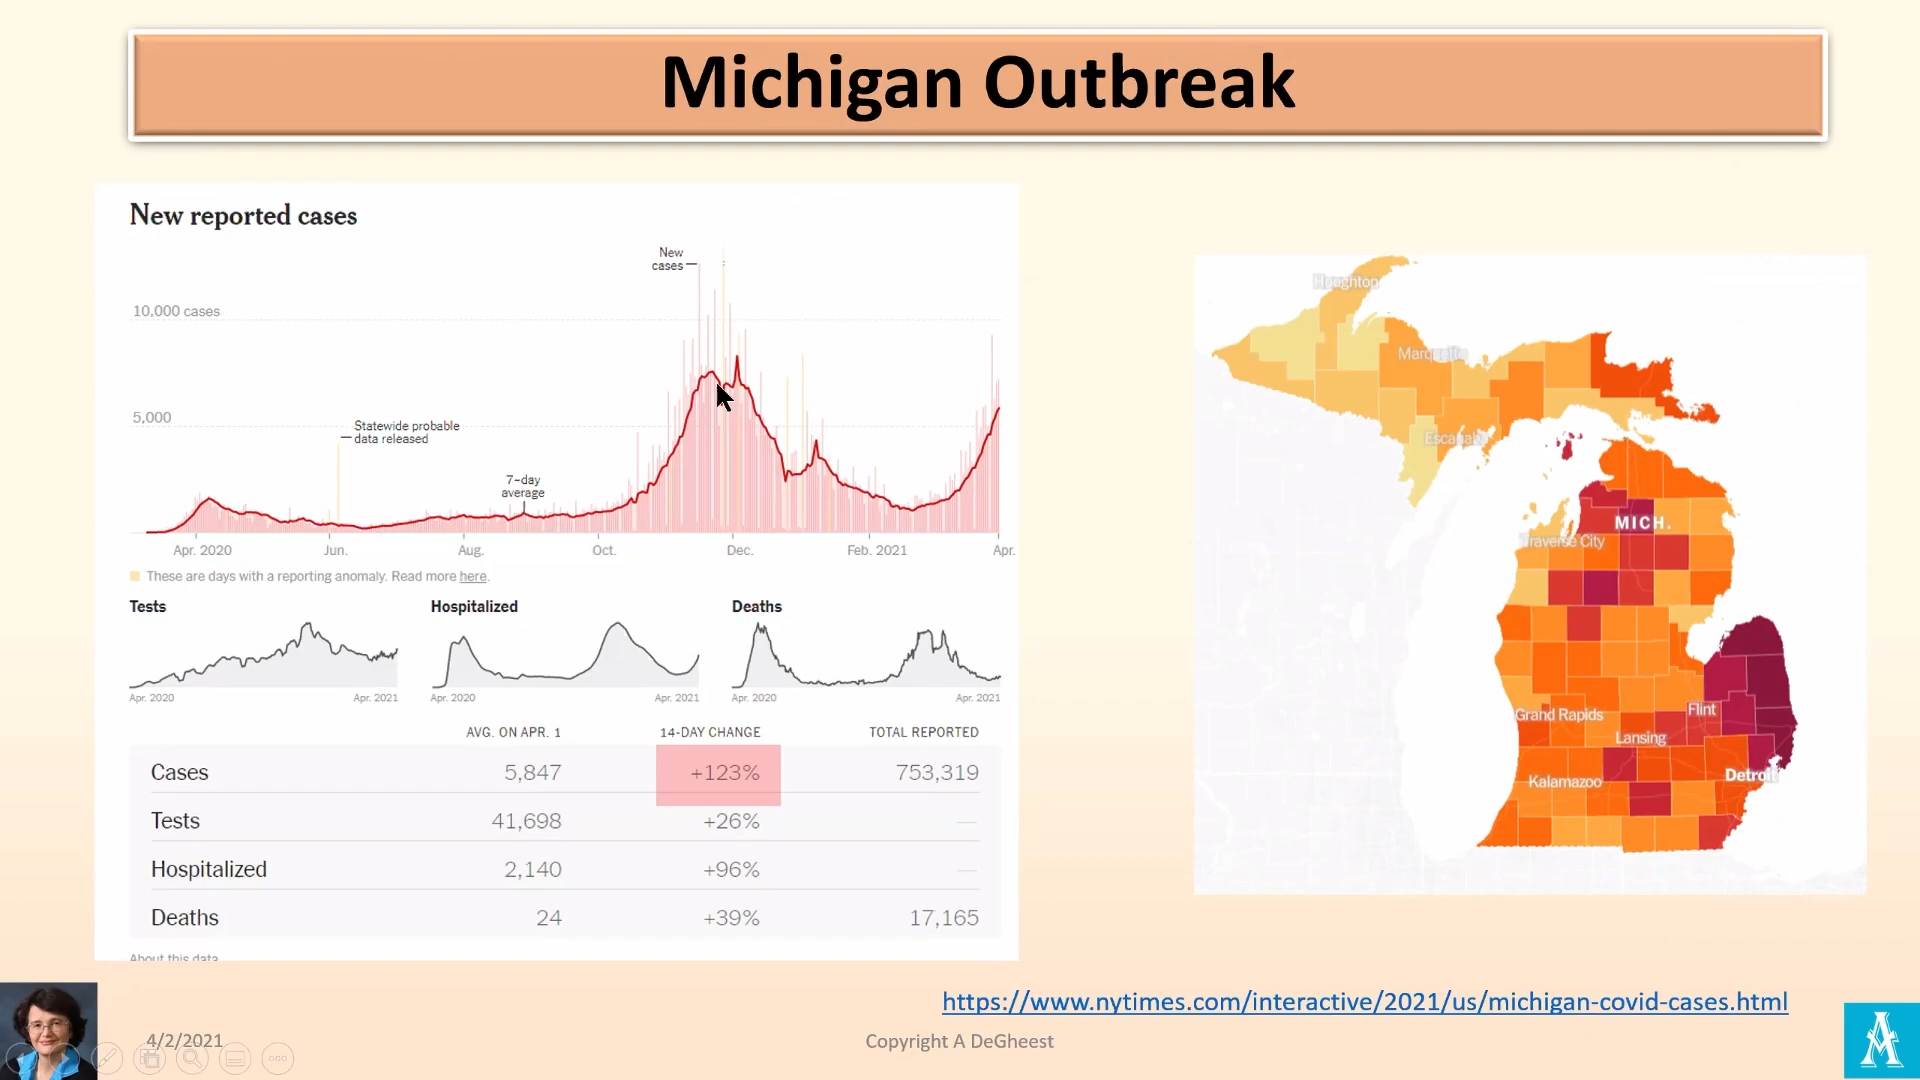 Michigan Outbreak
New reported cases
New
cases
10,000 cases
5,000
Statewide probable
data released
7-day
average
Apr. 2020
Jun.
Aug.
Oct.
Dec.
Feb. 2021
Apr.
These are days with a reporting anomaly. Read more here.
Tests
Hospitalized
Deaths
Apr. 2020
Apr. 2021
Apr. 2020
Apr. 2021
Apr. 2020
Apr. 2021
AVG. ON APR. 1
14-DAY CHANGE
TOTAL REPORTED
Cases 5,847 +123% 753,319
Tests 41,698 +26% —
Hospitalized 2,140 +96% —
Deaths 24 +39% 17,165
About this data
Houghton
Marquette
Escanaba
MICH.
Traverse City
Grand Rapids
Flint
Lansing
Kalamazoo
Detroit
https://www.nytimes.com/interactive/2021/us/michigan-covid-cases.html
4/2/2021
Copyright A DeGheest
A